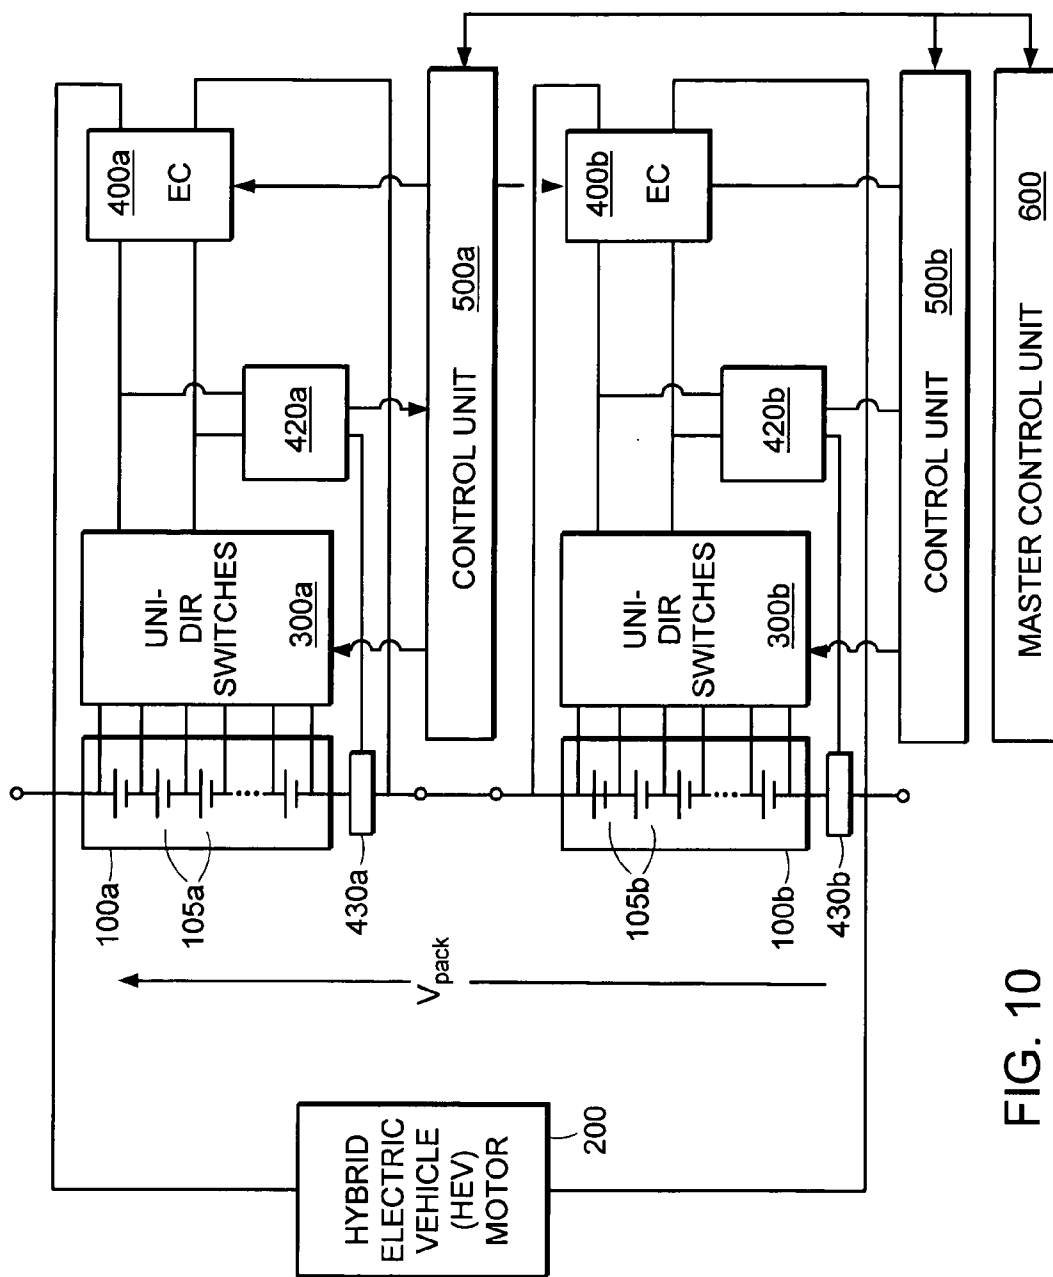 HYBRID
ELECTRIC
VEHICLE
(HEV)
MOTOR
200
Vpack
100a
105a
430a
105b
100b
430b
UNI-
DIR
SWITCHES
300a
420a
400a
EC
CONTROL UNIT 500a
UNI-
DIR
SWITCHES
300b
420b
400b
EC
CONTROL UNIT 500b
MASTER CONTROL UNIT 600
FIG. 10